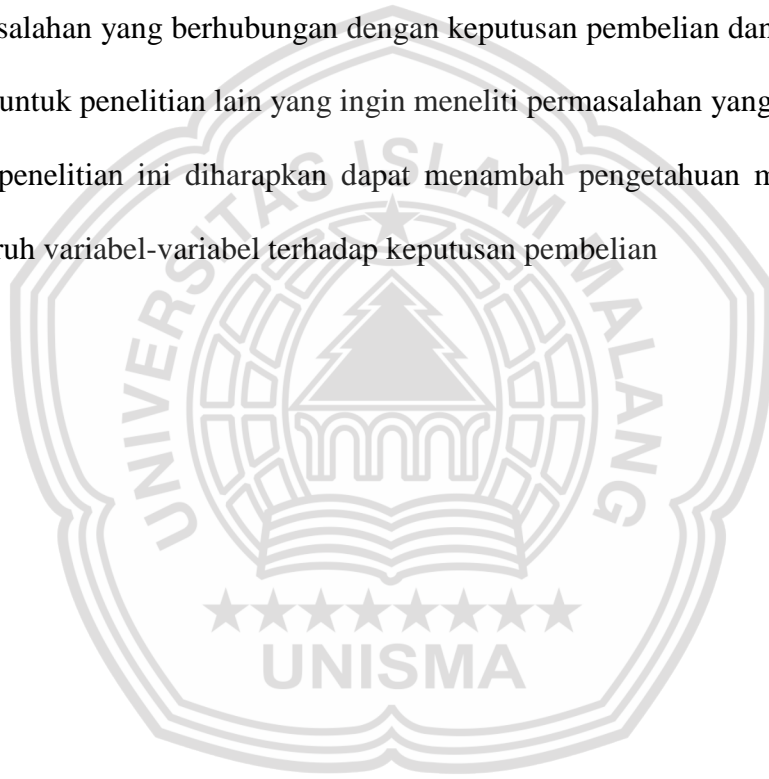 salahan yang berhubungan dengan keputusan pembelian dan
untuk penelitian lain yang ingin meneliti permasalahan yang
penelitian ini diharapkan dapat menambah pengetahuan m
ruh variabel-variabel terhadap keputusan pembelian
UNIVERSITAS ISLAM MALANG
UNISMA